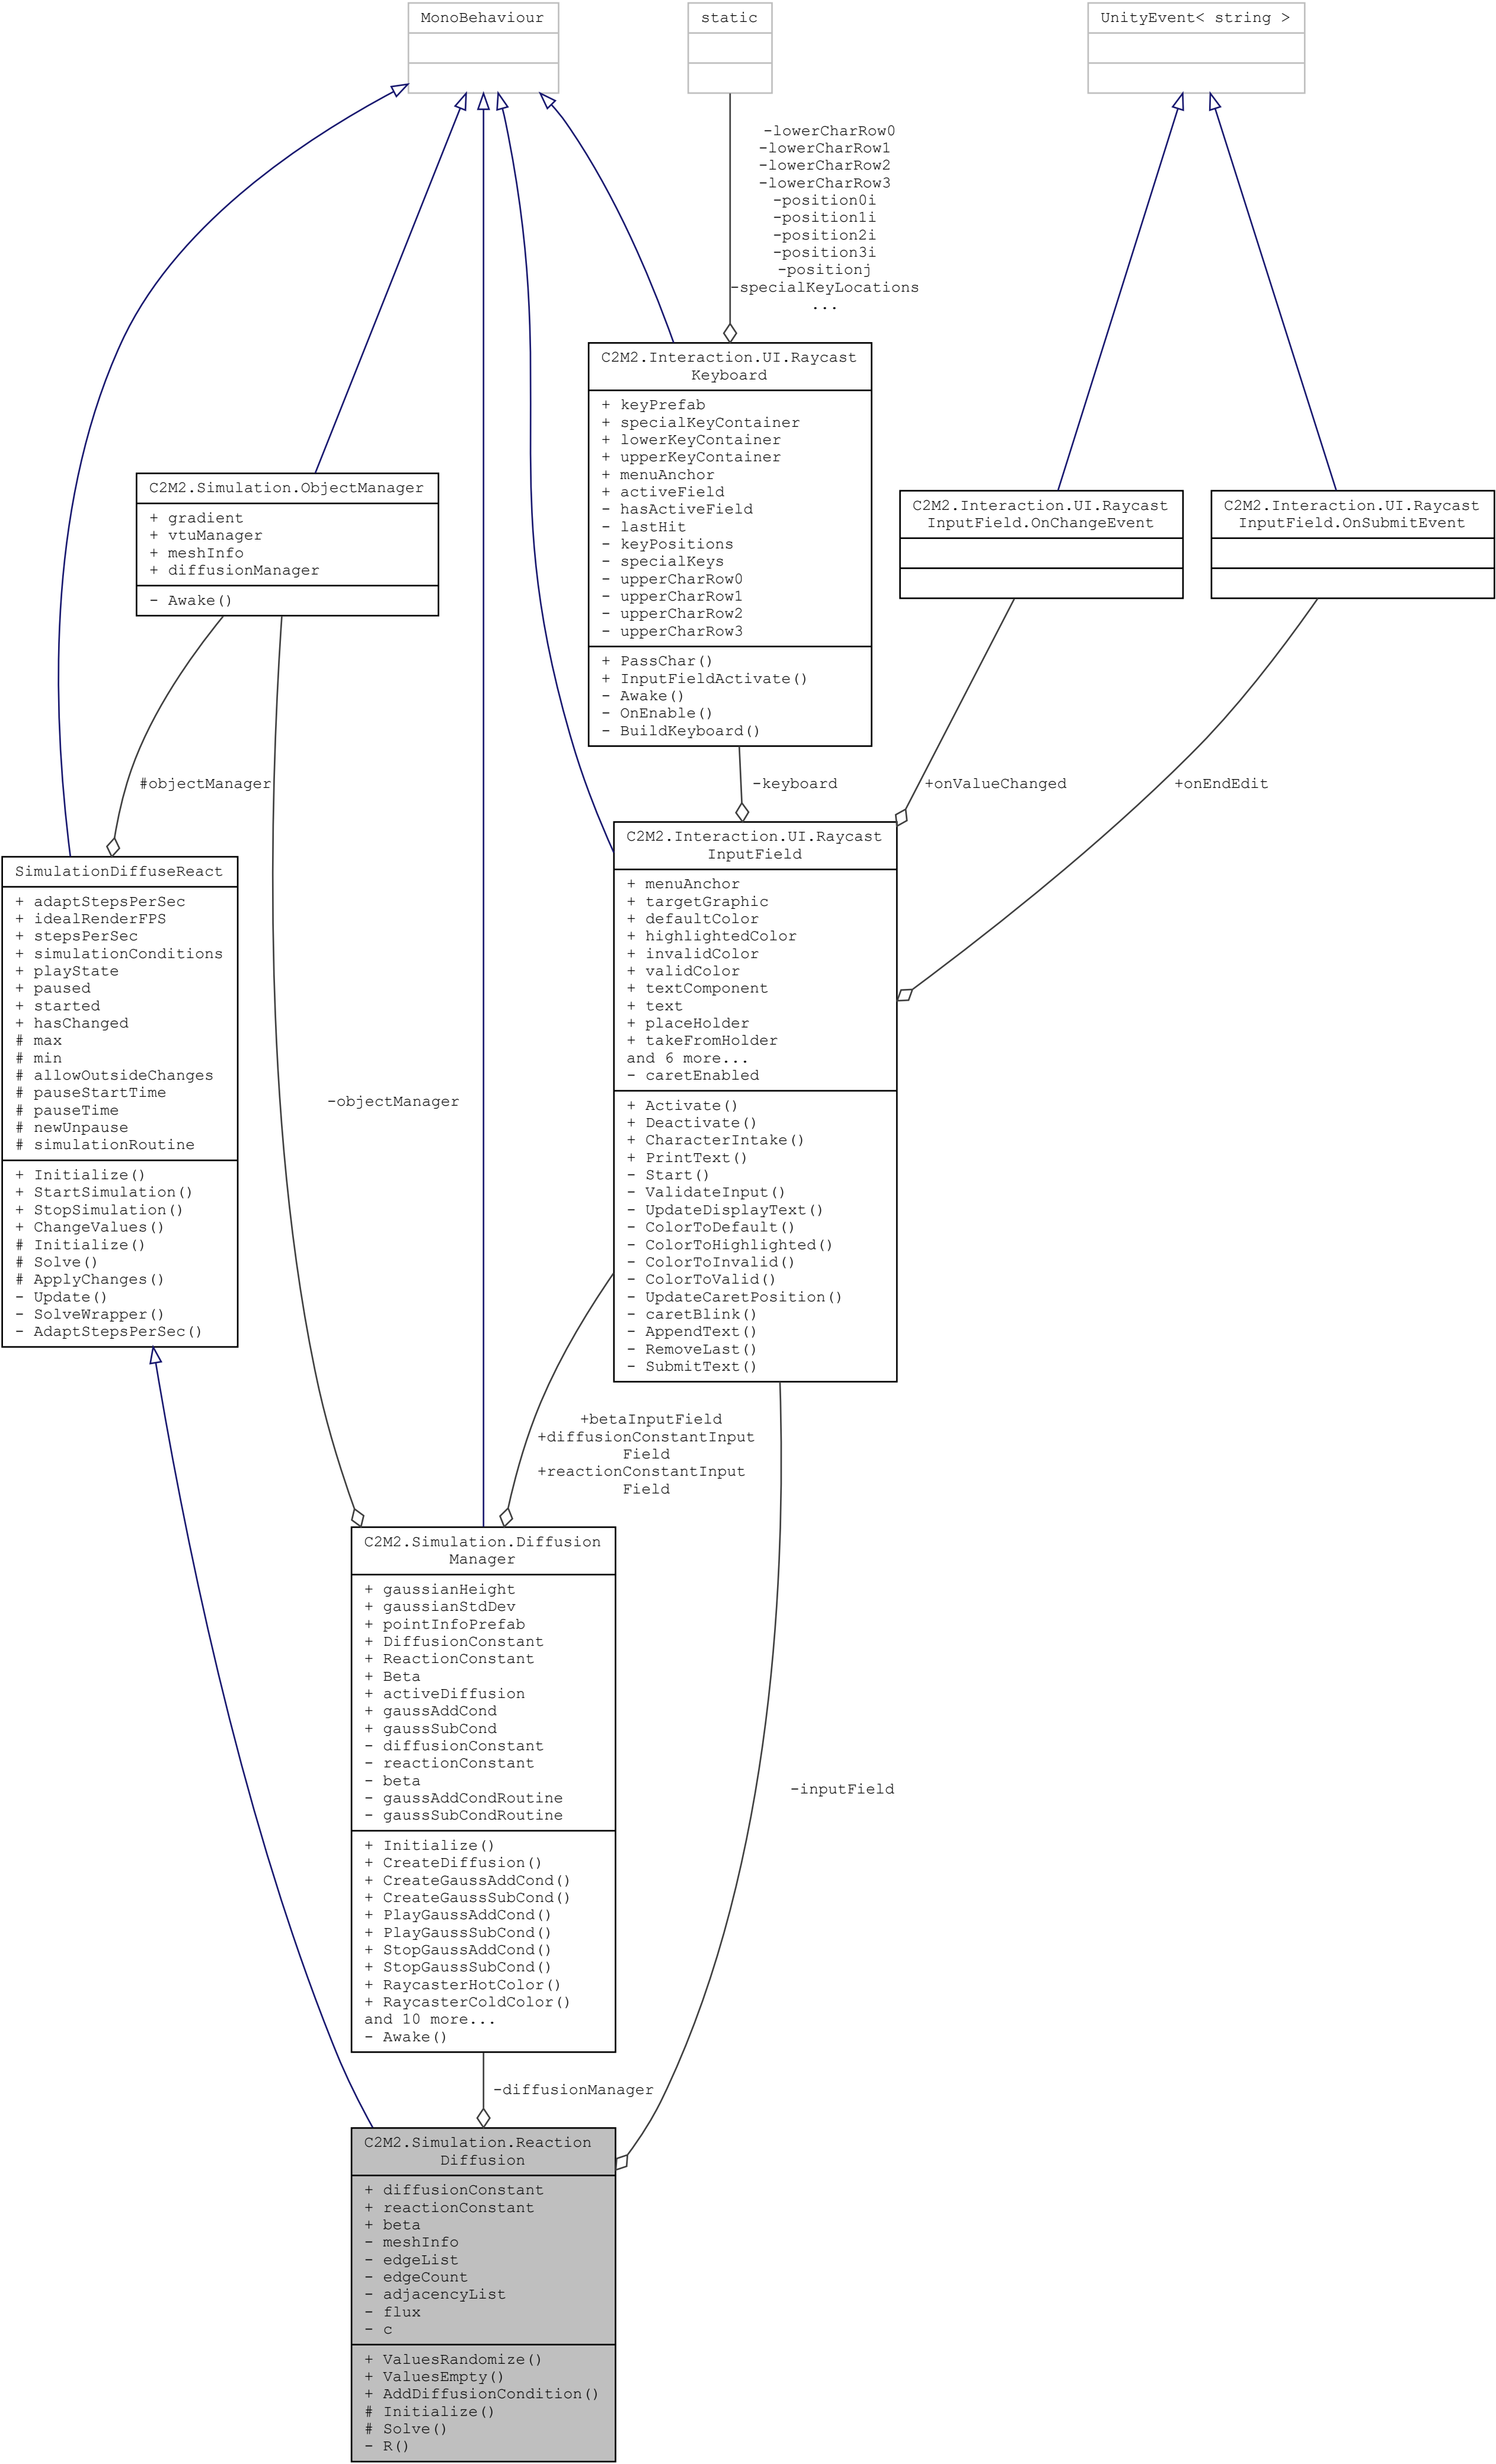 MonoBehaviour
static
UnityEvent< string >
-lowerCharRow0
-lowerCharRow1
-lowerCharRow2
-lowerCharRow3
-position0i
-position1i
-position2i
-position3i
-positionj
-specialKeyLocations
...
C2M2.Interaction.UI.Raycast
Keyboard
+ keyPrefab
+ specialKeyContainer
+ lowerKeyContainer
+ upperKeyContainer
+ menuAnchor
+ activeField
- hasActiveField
- lastHit
- keyPositions
- specialKeys
- upperCharRow0
- upperCharRow1
- upperCharRow2
- upperCharRow3
+ PassChar()
+ InputFieldActivate()
- Awake()
- OnEnable()
- BuildKeyboard()
C2M2.Simulation.ObjectManager
+ gradient
+ vtuManager
+ meshInfo
+ diffusionManager
- Awake()
C2M2.Interaction.UI.Raycast
InputField.OnChangeEvent
C2M2.Interaction.UI.Raycast
InputField.OnSubmitEvent
#objectManager
-keyboard
+onValueChanged
+onEndEdit
C2M2.Interaction.UI.Raycast
InputField
+ menuAnchor
+ targetGraphic
+ defaultColor
+ highlightedColor
+ invalidColor
+ validColor
+ textComponent
+ text
+ placeHolder
+ takeFromHolder
and 6 more...
- caretEnabled
+ Activate()
+ Deactivate()
+ CharacterIntake()
+ PrintText()
- Start()
- ValidateInput()
- UpdateDisplayText()
- ColorToDefault()
- ColorToHighlighted()
- ColorToInvalid()
- ColorToValid()
- UpdateCaretPosition()
- caretBlink()
- AppendText()
- RemoveLast()
- SubmitText()
SimulationDiffuseReact
+ adaptStepsPerSec
+ idealRenderFPS
+ stepsPerSec
+ simulationConditions
+ playState
+ paused
+ started
+ hasChanged
# max
# min
# allowOutsideChanges
# pauseStartTime
# pauseTime
# newUnpause
# simulationRoutine
+ Initialize()
+ StartSimulation()
+ StopSimulation()
+ ChangeValues()
# Initialize()
# Solve()
# ApplyChanges()
- Update()
- SolveWrapper()
- AdaptStepsPerSec()
-objectManager
+betaInputField
+diffusionConstantInput
Field
+reactionConstantInput
Field
C2M2.Simulation.Diffusion
Manager
+ gaussianHeight
+ gaussianStdDev
+ pointInfoPrefab
+ DiffusionConstant
+ ReactionConstant
+ Beta
+ activeDiffusion
+ gaussAddCond
+ gaussSubCond
- diffusionConstant
- reactionConstant
- beta
- gaussAddCondRoutine
- gaussSubCondRoutine
+ Initialize()
+ CreateDiffusion()
+ CreateGaussAddCond()
+ CreateGaussSubCond()
+ PlayGaussAddCond()
+ PlayGaussSubCond()
+ StopGaussAddCond()
+ StopGaussSubCond()
+ RaycasterHotColor()
+ RaycasterColdColor()
and 10 more...
- Awake()
-inputField
-diffusionManager
C2M2.Simulation.Reaction
Diffusion
+ diffusionConstant
+ reactionConstant
+ beta
- meshInfo
- edgeList
- edgeCount
- adjacencyList
- flux
- c
+ ValuesRandomize()
+ ValuesEmpty()
+ AddDiffusionCondition()
# Initialize()
# Solve()
- R()